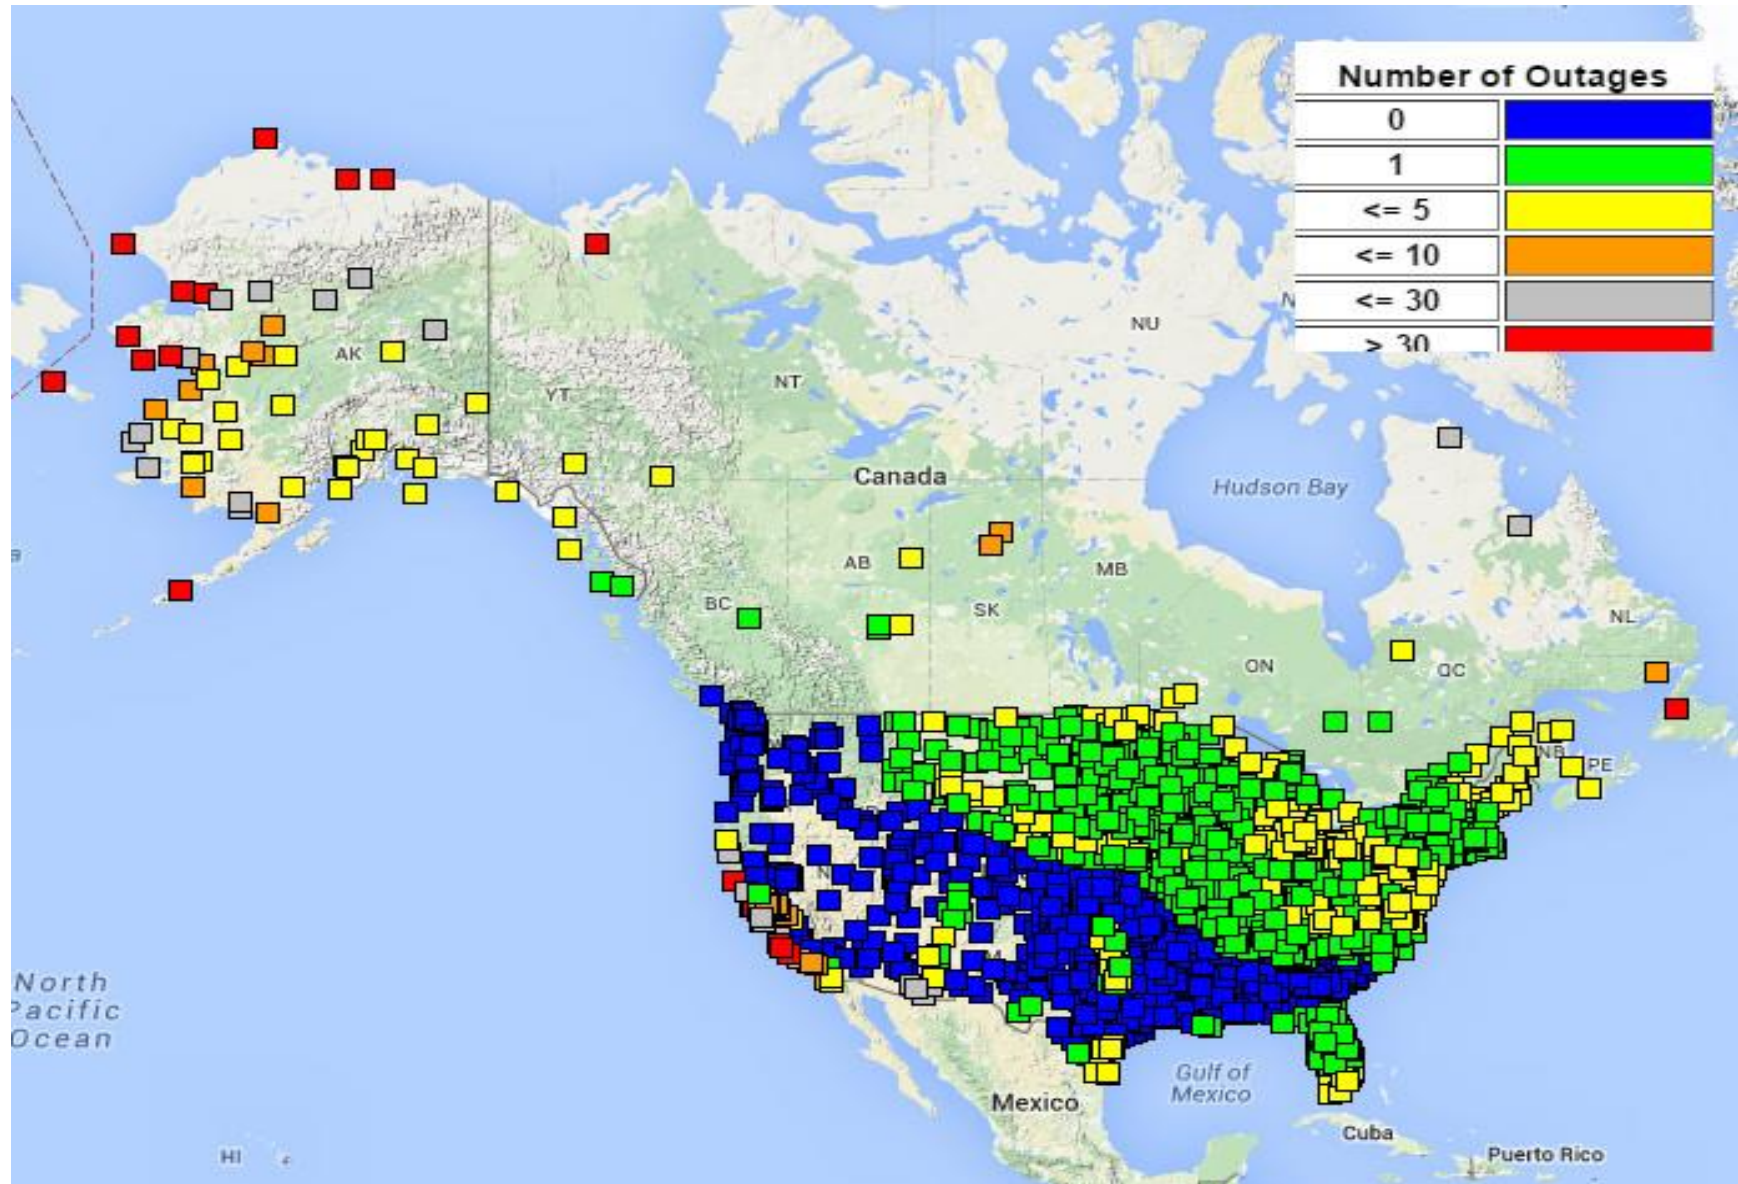 Number of Outages
0
1
<= 5
<= 10
<= 30
> 30
NU
AK
NT
YT
Canada
Hudson Bay
AB
MB
BC
SK
NL
ON
QC
NB
PE
North
Pacific
Ocean
Gulf of
Mexico
Mexico
Cuba
HI
Puerto Rico